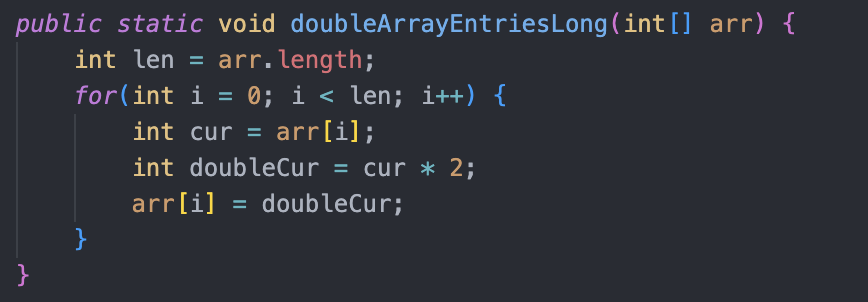 public static void doubleArrayEntriesLong(int[] arr) {
    int len = arr.length;
    for(int i = 0; i < len; i++) {
        int cur = arr[i];
        int doubleCur = cur * 2;
        arr[i] = doubleCur;
    }
}